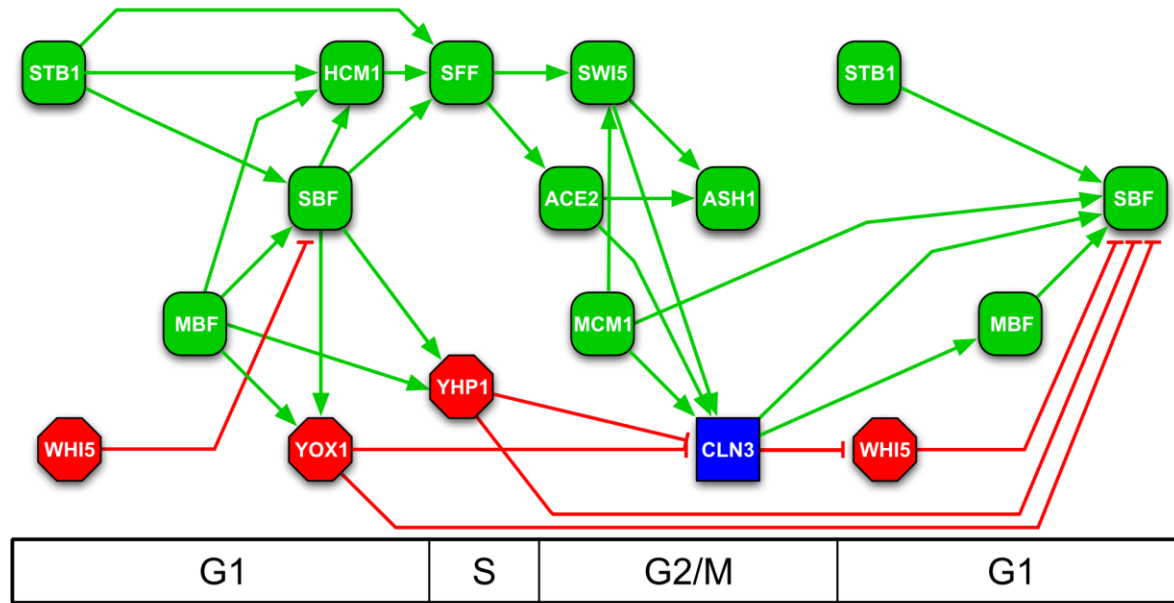 STB1 HCM1 SFF SWI5 STB1
SBF ACE2 ASH1 SBF
MBF MCM1 MBF
YHP1
WHI5 YOX1 CLN3 WHI5
G1 S G2/M G1